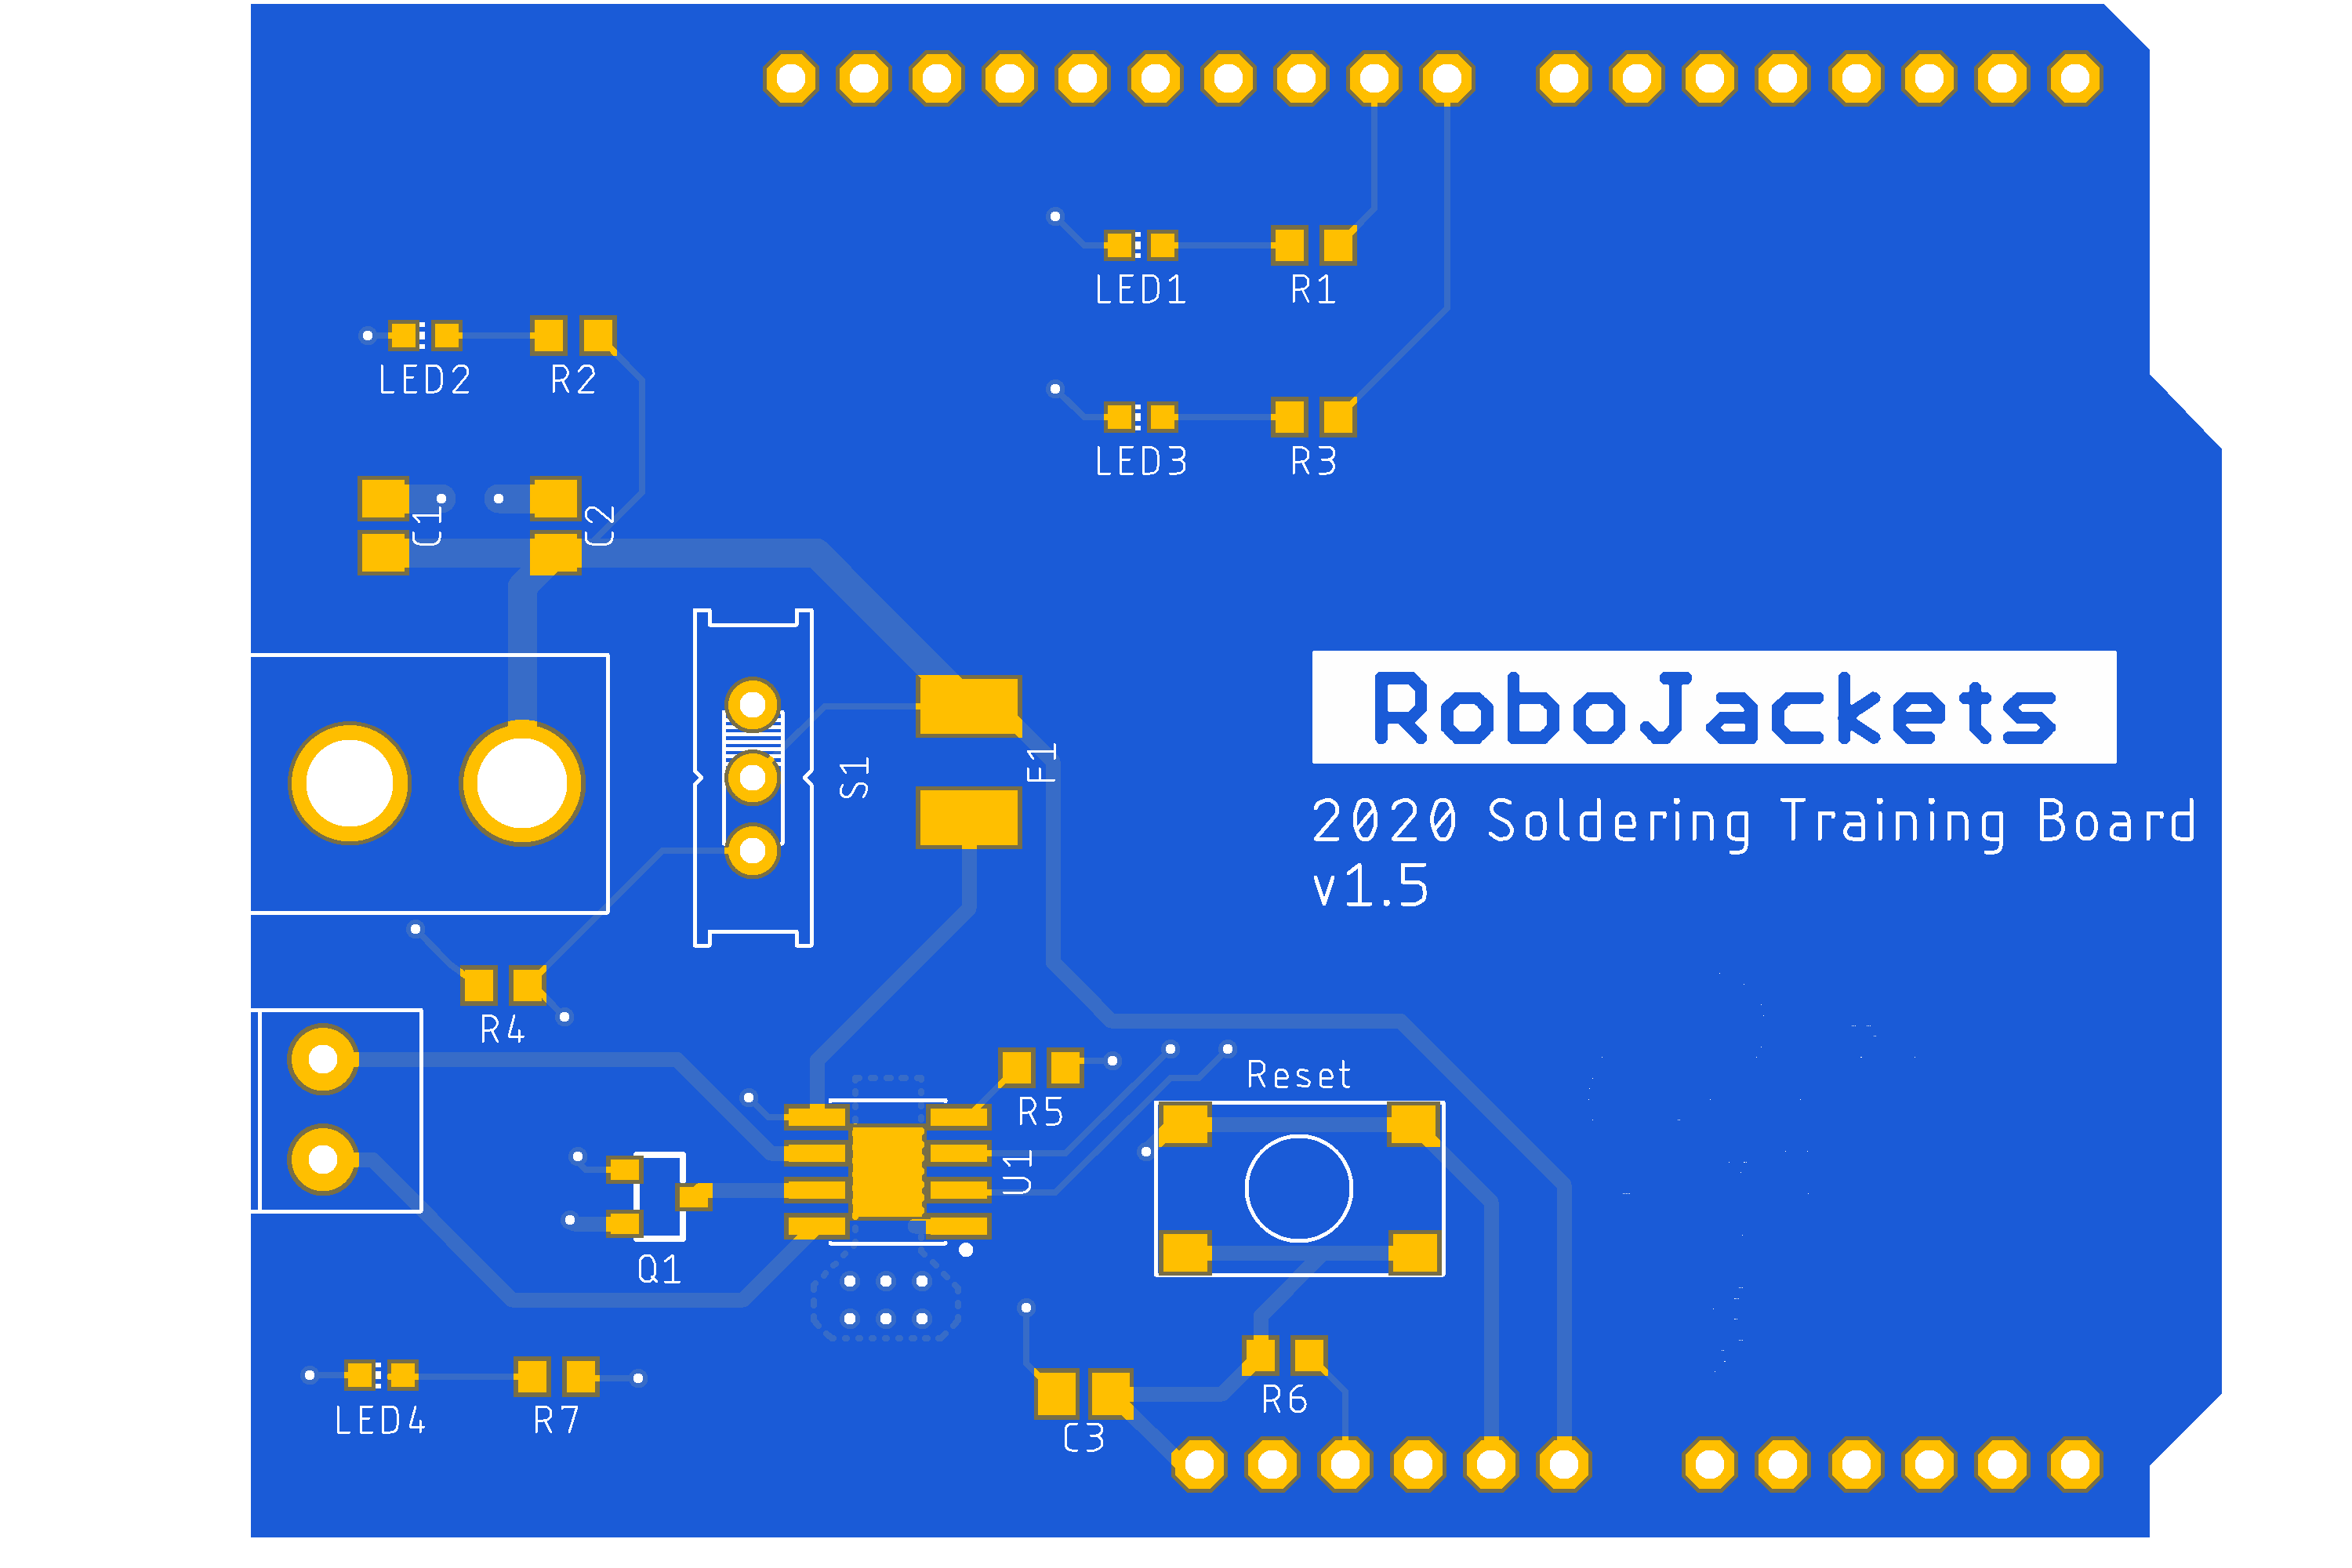 LED1
R1
LED2
R2
LED3
R3
C1
C2
RoboJackets
S1
F1
2020 Soldering Training Board
v1.5
R4
Reset
R5
U1
Q1
LED4
R7
R6
C3